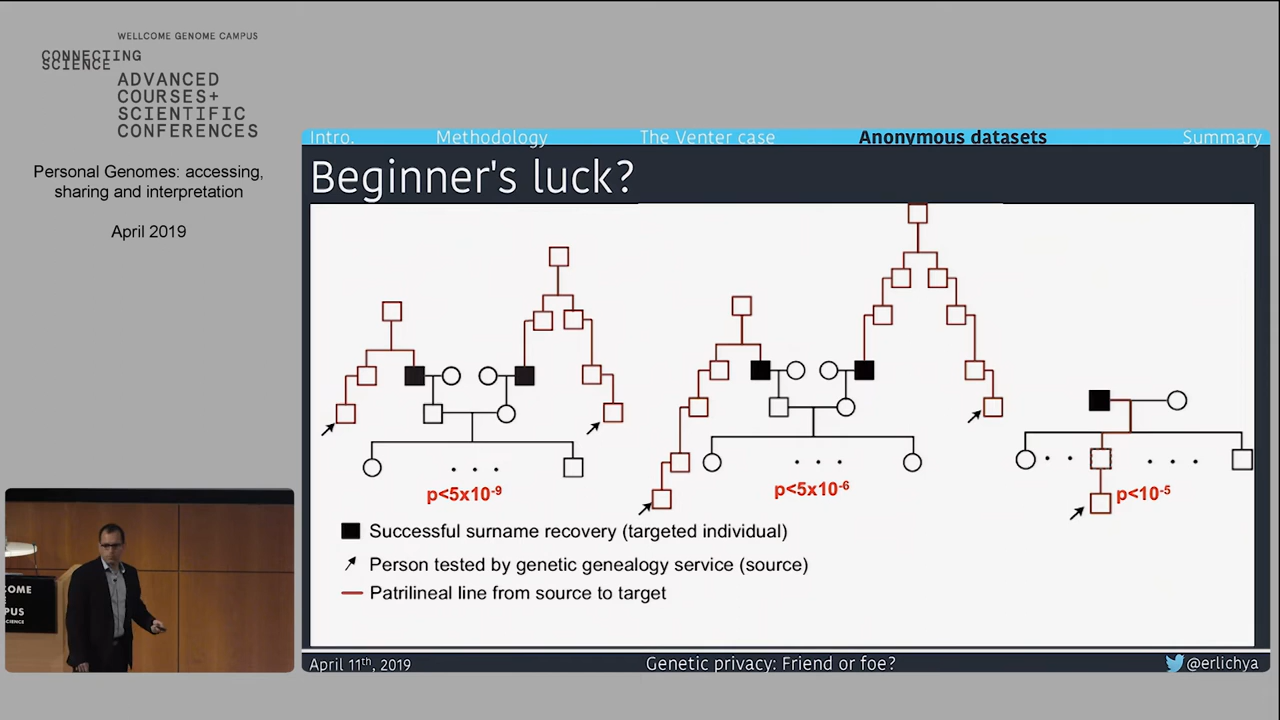 WELLCOME GENOME CAMPUS
CONNECTING
SCIENCE
ADVANCED
COURSES+
SCIENTIFIC
CONFERENCES
Personal Genomes: accessing,
sharing and interpretation
April 2019
Intro. Methodology The Venter case Anonymous datasets Summary
Beginner's luck?
p<5x10-9
p<5x10-6
p<10-5
Successful surname recovery (targeted individual)
Person tested by genetic genealogy service (source)
Patrilineal line from source to target
OME
PUS
SCIENCE
April 11th, 2019 Genetic privacy: Friend or foe? @erlichya